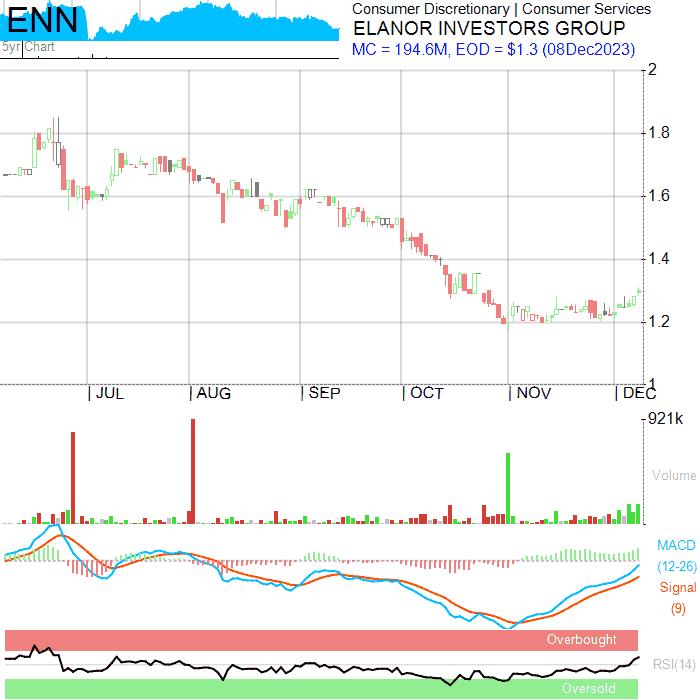 ENN
5yr Chart
Consumer Discretionary | Consumer Services
ELANOR INVESTORS GROUP
MC = 194.6M, EOD = $1.3 (08Dec2023)
2
1.8
1.6
1.4
1.2
1
JUL AUG SEP OCT NOV DEC
921k
Volume
MACD
(12-26)
Signal
(9)
Overbought
RSI(14)
Oversold